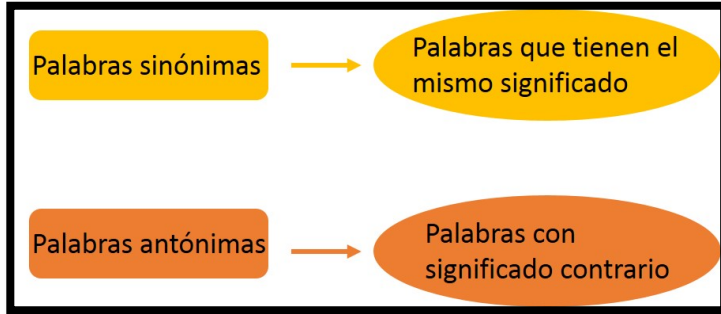 Palabras sinónimas
Palabras que tienen el
mismo significado
Palabras antónimas
Palabras con
significado contrario